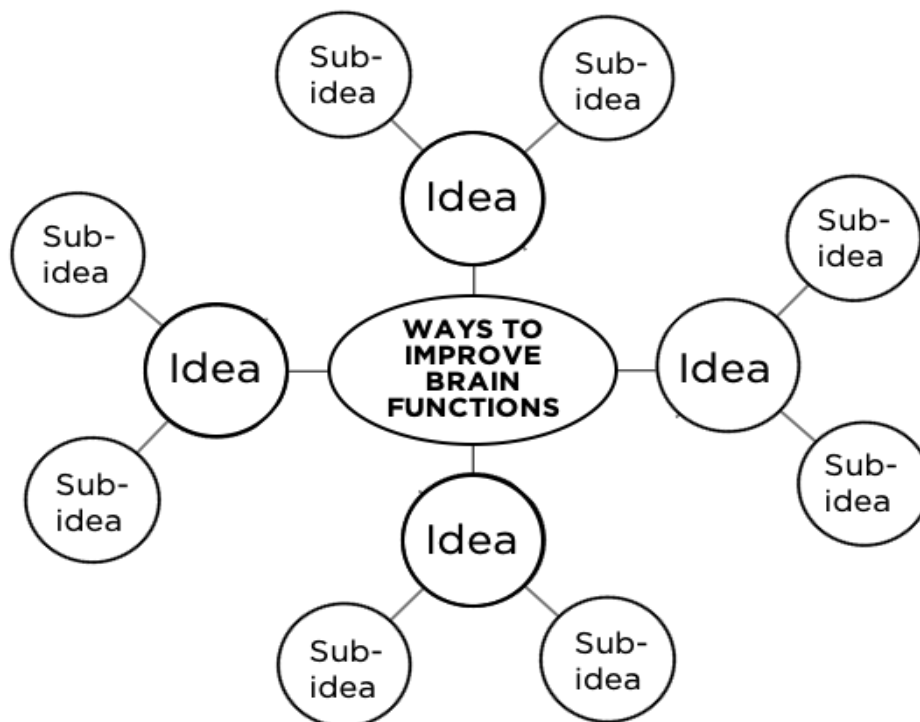 Sub-
idea
Sub-
idea
Idea
Sub-
idea
Sub-
idea
Idea
WAYS TO
IMPROVE
BRAIN
FUNCTIONS
Idea
Sub-
idea
Sub-
idea
Idea
Sub-
idea
Sub-
idea